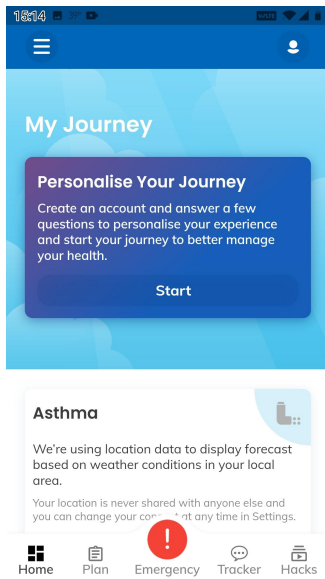 15:14
39°
My Journey
Personalise Your Journey
Create an account and answer a few
questions to personalise your experience
and start your journey to better manage
your health.
Start
Asthma
We're using location data to display forecast
based on weather conditions in your local
area.
Your location is never shared with anyone else and
you can change your at any time in Settings.
!
Home Plan Emergency Tracker Hacks